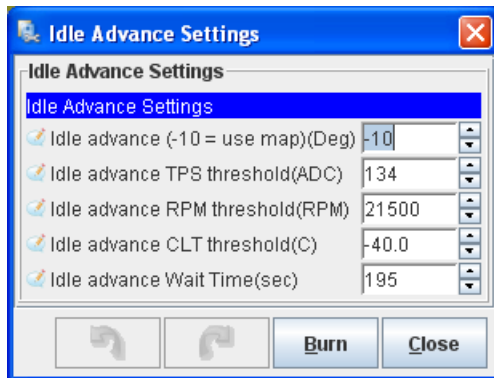 Idle Advance Settings
Idle Advance Settings
Idle Advance Settings
Idle advance (-10 = use map)(Deg) -10
Idle advance TPS threshold(ADC) 134
Idle advance RPM threshold(RPM) 21500
Idle advance CLT threshold(C) -40.0
Idle advance Wait Time(sec) 195
Burn Close